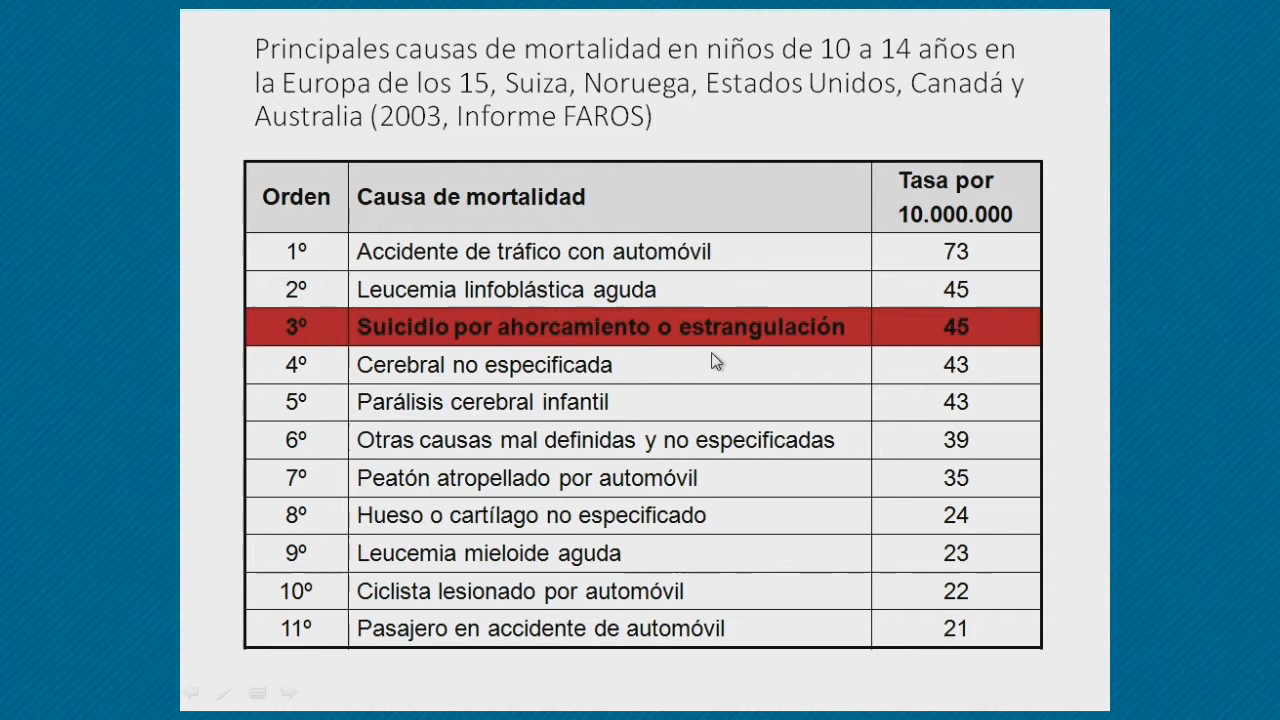 Principales causas de mortalidad en niños de 10 a 14 años en
la Europa de los 15, Suiza, Noruega, Estados Unidos, Canadá y
Australia (2003, Informe FAROS)
Orden Causa de mortalidad Tasa por
10.000.000
1º Accidente de tráfico con automóvil 73
2º Leucemia linfoblástica aguda 45
3º Suicidio por ahorcamiento o estrangulación 45
4º Cerebral no especificada 43
5º Parálisis cerebral infantil 43
6º Otras causas mal definidas y no especificadas 39
7º Peatón atropellado por automóvil 35
8º Hueso o cartílago no especificado 24
9º Leucemia mieloide aguda 23
10º Ciclista lesionado por automóvil 22
11º Pasajero en accidente de automóvil 21